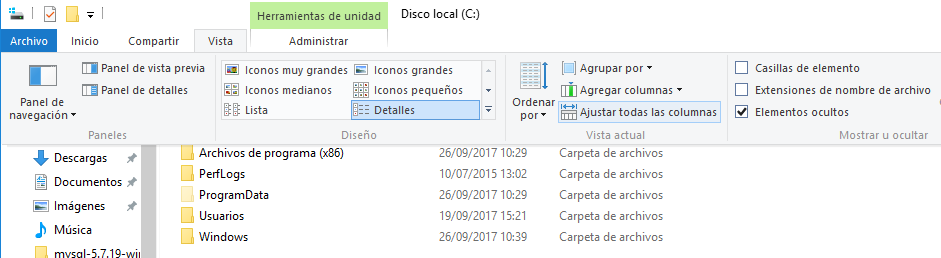 Herramientas de unidad
Disco local (C:)
Archivo
Inicio
Compartir
Vista
Administrar
Panel de navegación
Panel de vista previa
Panel de detalles
Paneles
Iconos muy grandes
Iconos grandes
Iconos medianos
Iconos pequeños
Lista
Detalles
Diseño
Ordenar por
Agrupar por
Agregar columnas
Ajustar todas las columnas
Vista actual
Casillas de elemento
Extensiones de nombre de archivo
Elementos ocultos
Mostrar u ocultar
Descargas
Documentos
Imágenes
Música
mysql-5.7.19-win
Archivos de programa (x86) 26/09/2017 10:29 Carpeta de archivos
PerfLogs 10/07/2015 13:02 Carpeta de archivos
ProgramData 26/09/2017 10:29 Carpeta de archivos
Usuarios 19/09/2017 15:21 Carpeta de archivos
Windows 26/09/2017 10:39 Carpeta de archivos